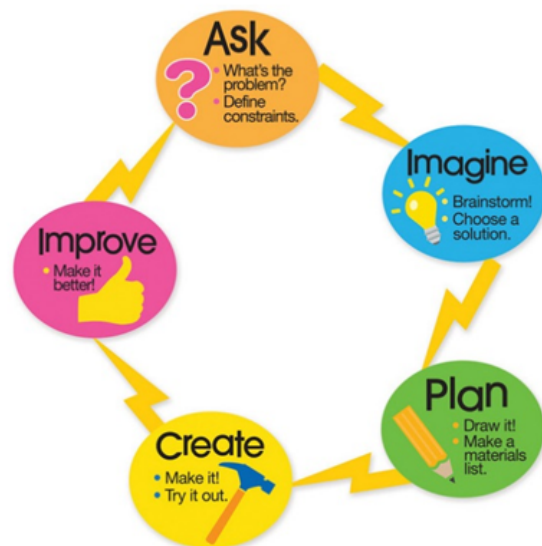 Ask
• What's the
problem?
• Define
constraints.
Imagine
• Brainstorm!
• Choose a
solution.
Plan
• Draw it!
• Make a
materials
list.
Create
• Make it!
• Try it out.
Improve
• Make it
better!